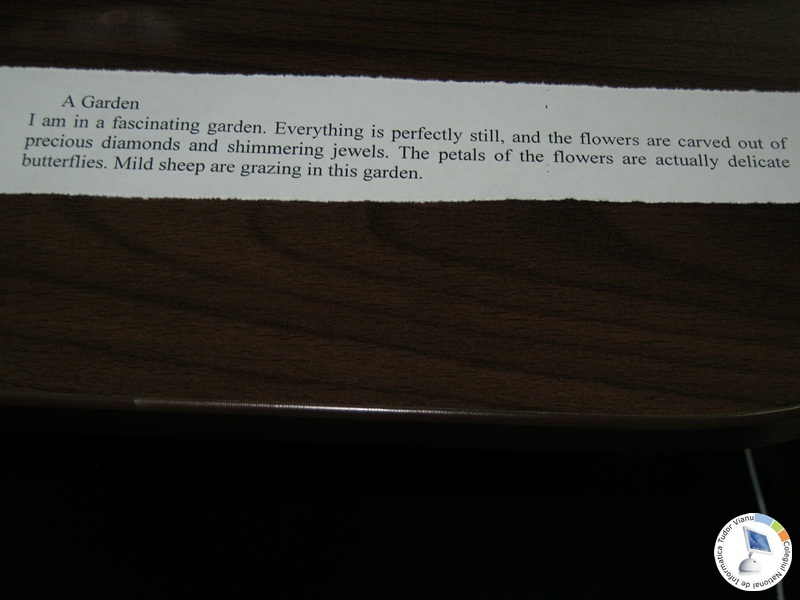 A Garden
I am in a fascinating garden. Everything is perfectly still, and the flowers are carved out of
precious diamonds and shimmering jewels. The petals of the flowers are actually delicate
butterflies. Mild sheep are grazing in this garden.
Colegiul National de Informatica Tudor Vianu